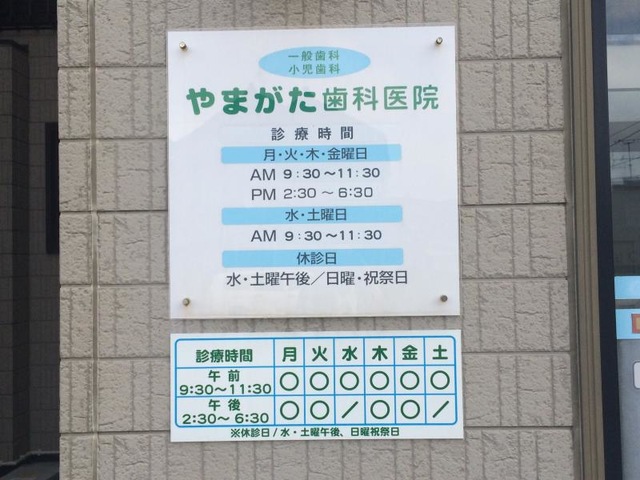 一般歯科
小児歯科
やまがた歯科医院
診療時間
月・火・木・金曜日
AM 9:30～11:30
PM 2:30～6:30
水・土曜日
AM 9:30～11:30
休診日
水・土曜午後／日曜・祝祭日
診療時間 月 火 水 木 金 土
午前
9:30～11:30 ○ ○ ○ ○ ○ ○
午後
2:30～6:30 ○ ○ ／ ○ ○ ／
※休診日/水・土曜午後、日曜祝祭日